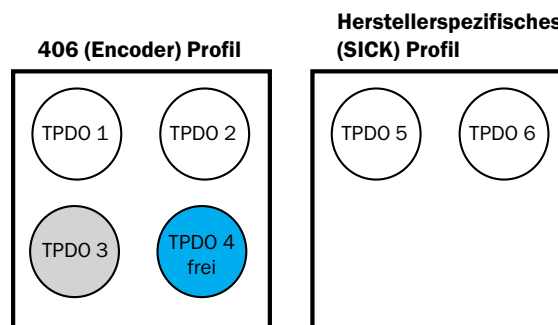 406 (Encoder) Profil
Herstellerspezifisches
(SICK) Profil
TPDO 1
TPDO 2
TPDO 3
TPDO 4
frei
TPDO 5
TPDO 6